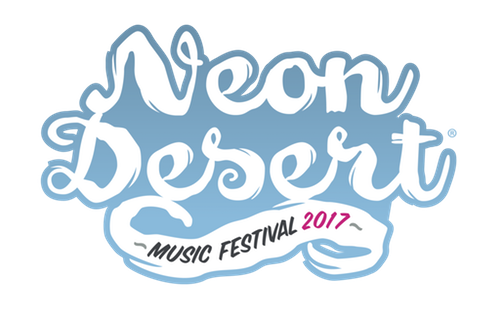 Neon
Desert®
~MUSIC FESTIVAL 2017~